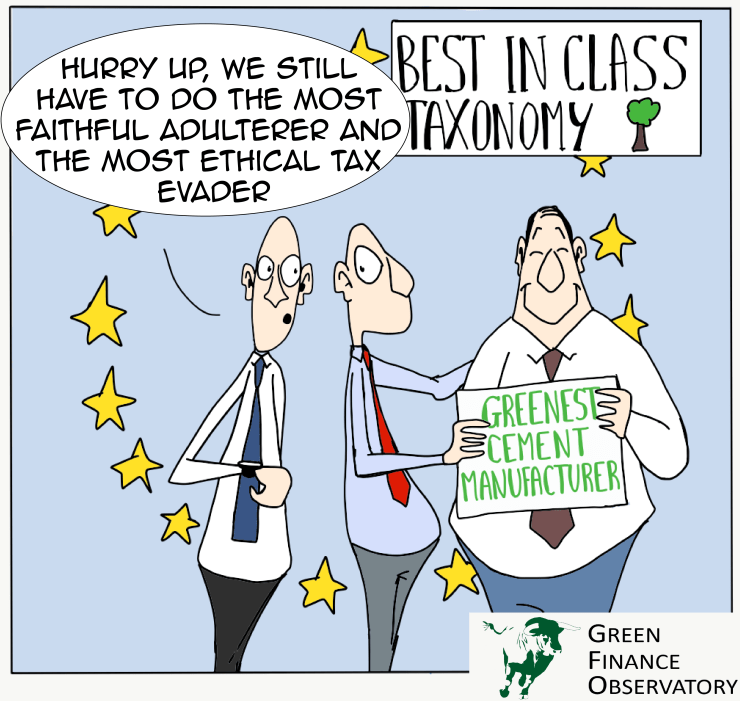 BEST IN CLASS
TAXONOMY
HURRY UP, WE STILL
HAVE TO DO THE MOST
FAITHFUL ADULTERER AND
THE MOST ETHICAL TAX
EVADER
GREENEST
CEMENT
MANUFACTURER
GREEN
FINANCE
OBSERVATORY